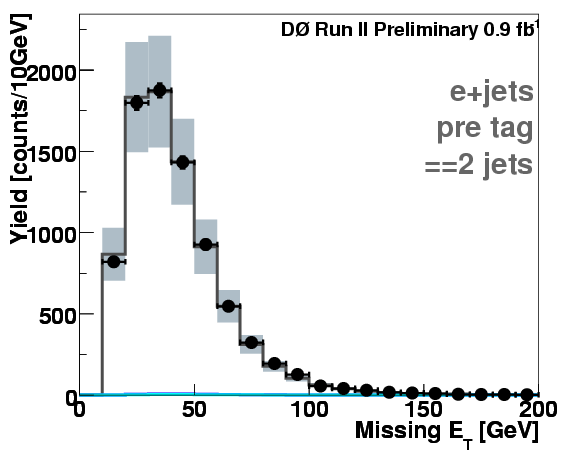 DØ Run II Preliminary 0.9 fb⁻¹
e+jets
pre tag
==2 jets
Yield [counts/10GeV]
2000
1500
1000
500
0
0 50 100 150 200
Missing E_T [GeV]